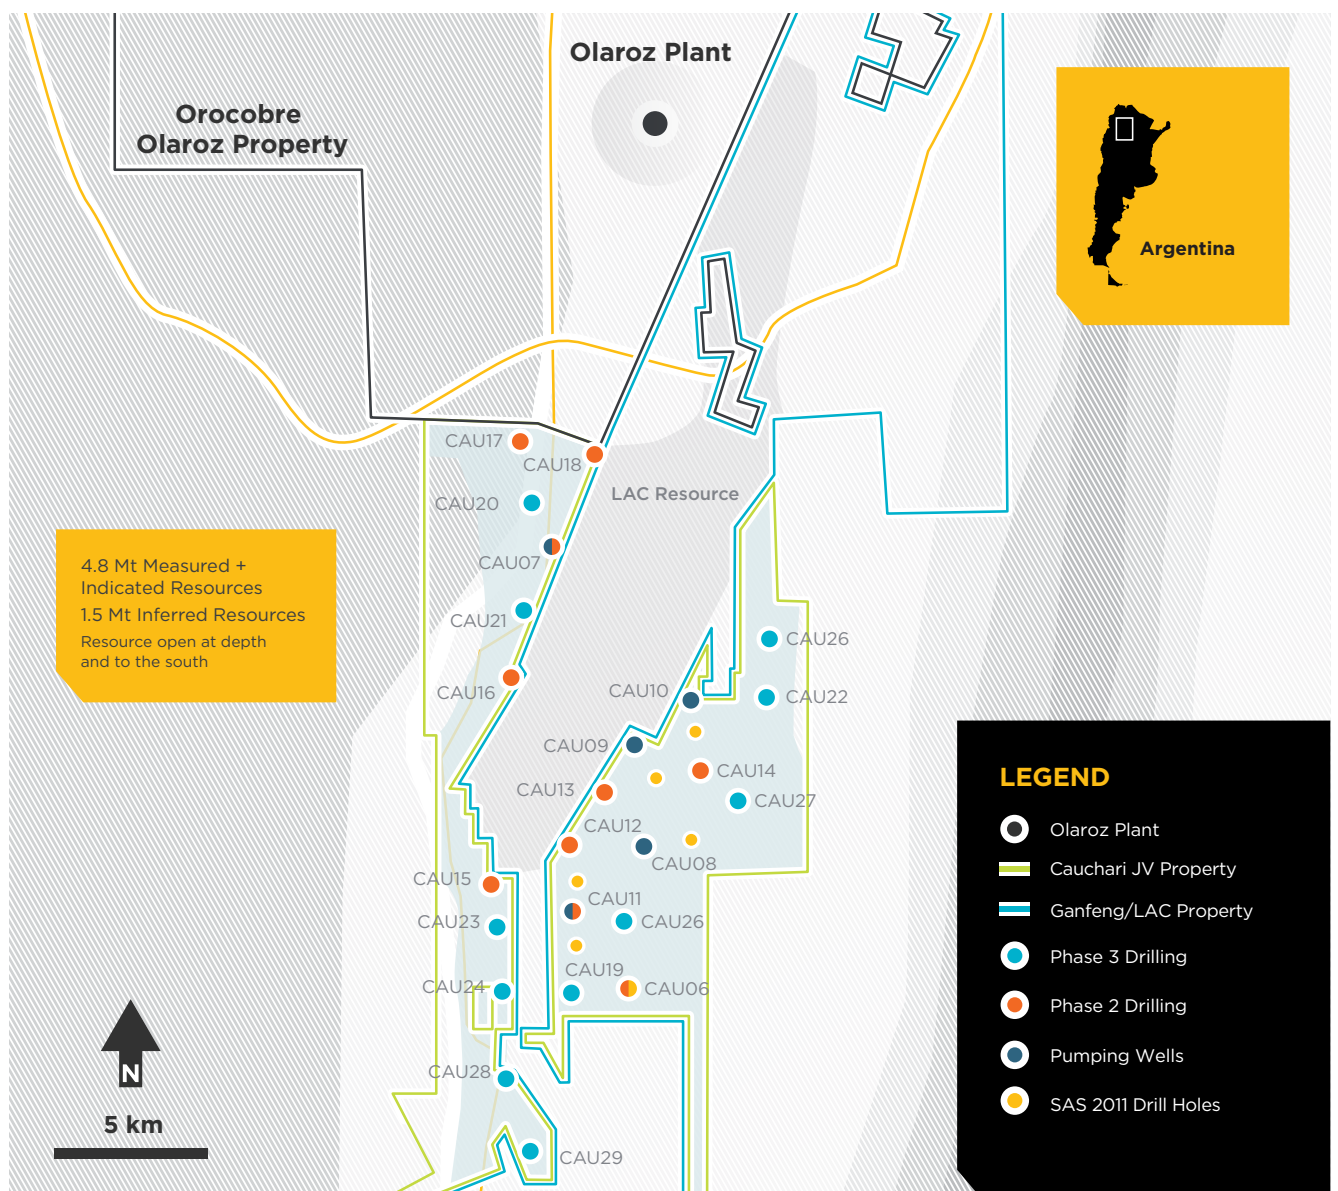 Olaroz Plant
Orocobre
Olaroz Property
Argentina
CAU17
CAU18
LAC Resource
CAU20
CAU07
4.8 Mt Measured +
Indicated Resources
1.5 Mt Inferred Resources
Resource open at depth
and to the south
CAU21
CAU26
CAU16
CAU10
CAU22
CAU09
CAU14
CAU13
CAU27
CAU12
CAU08
CAU15
CAU11
CAU23
CAU26
CAU19
CAU24
CAU06
CAU28
CAU29
LEGEND
Olaroz Plant
Cauchari JV Property
Ganfeng/LAC Property
Phase 3 Drilling
Phase 2 Drilling
Pumping Wells
SAS 2011 Drill Holes
N
5 km